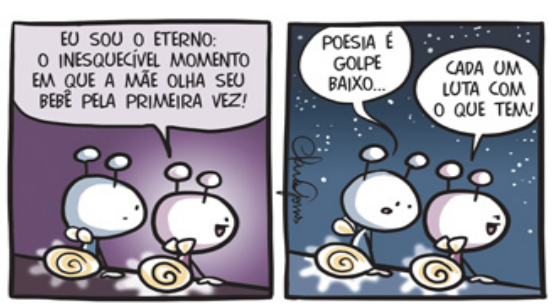 EU SOU O ETERNO:
O INESQUECÍVEL MOMENTO
EM QUE A MÃE OLHA SEU
BEBÊ PELA PRIMEIRA VEZ!
POESIA É
GOLPE
BAIXO...
CADA UM
LUTA COM
O QUE TEM!